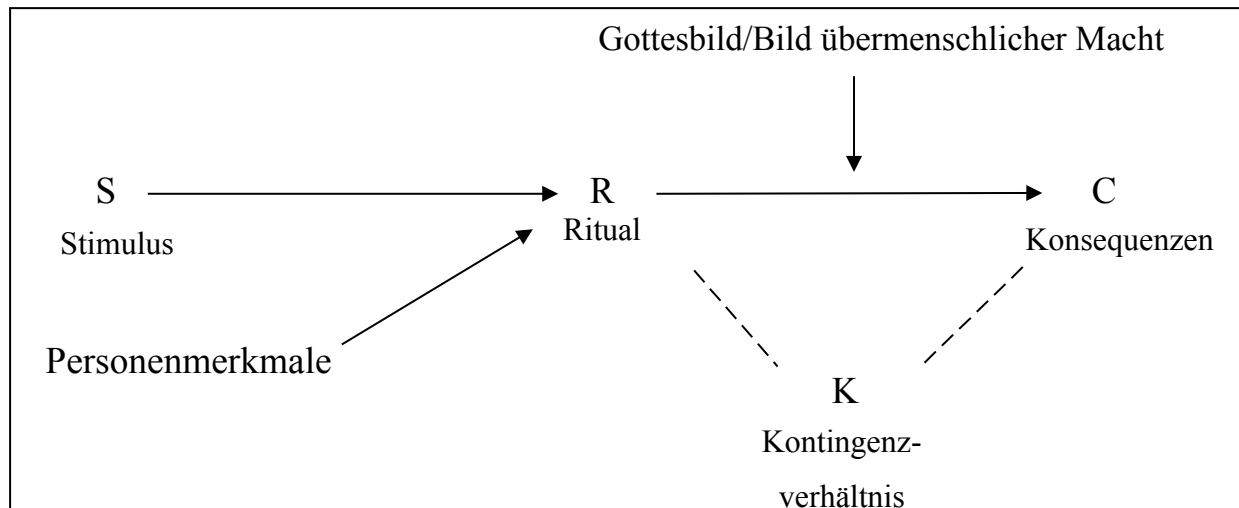 Gottesbild/Bild übermenschlicher Macht
S
R
C
Stimulus
Ritual
Konsequenzen
Personenmerkmale
K
Kontingenz-
verhältnis